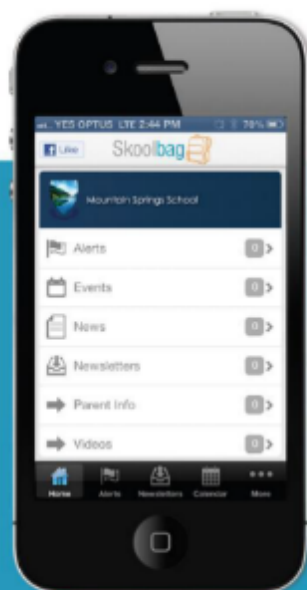 YES OPTUS LTE 2:44 PM 70%
Like Skoolbag
Mountain Springs School
Alerts 0
Events 0
News 0
Newsletters 0
Parent Info 0
Videos 0
Home Alerts Newsletters Calendar More